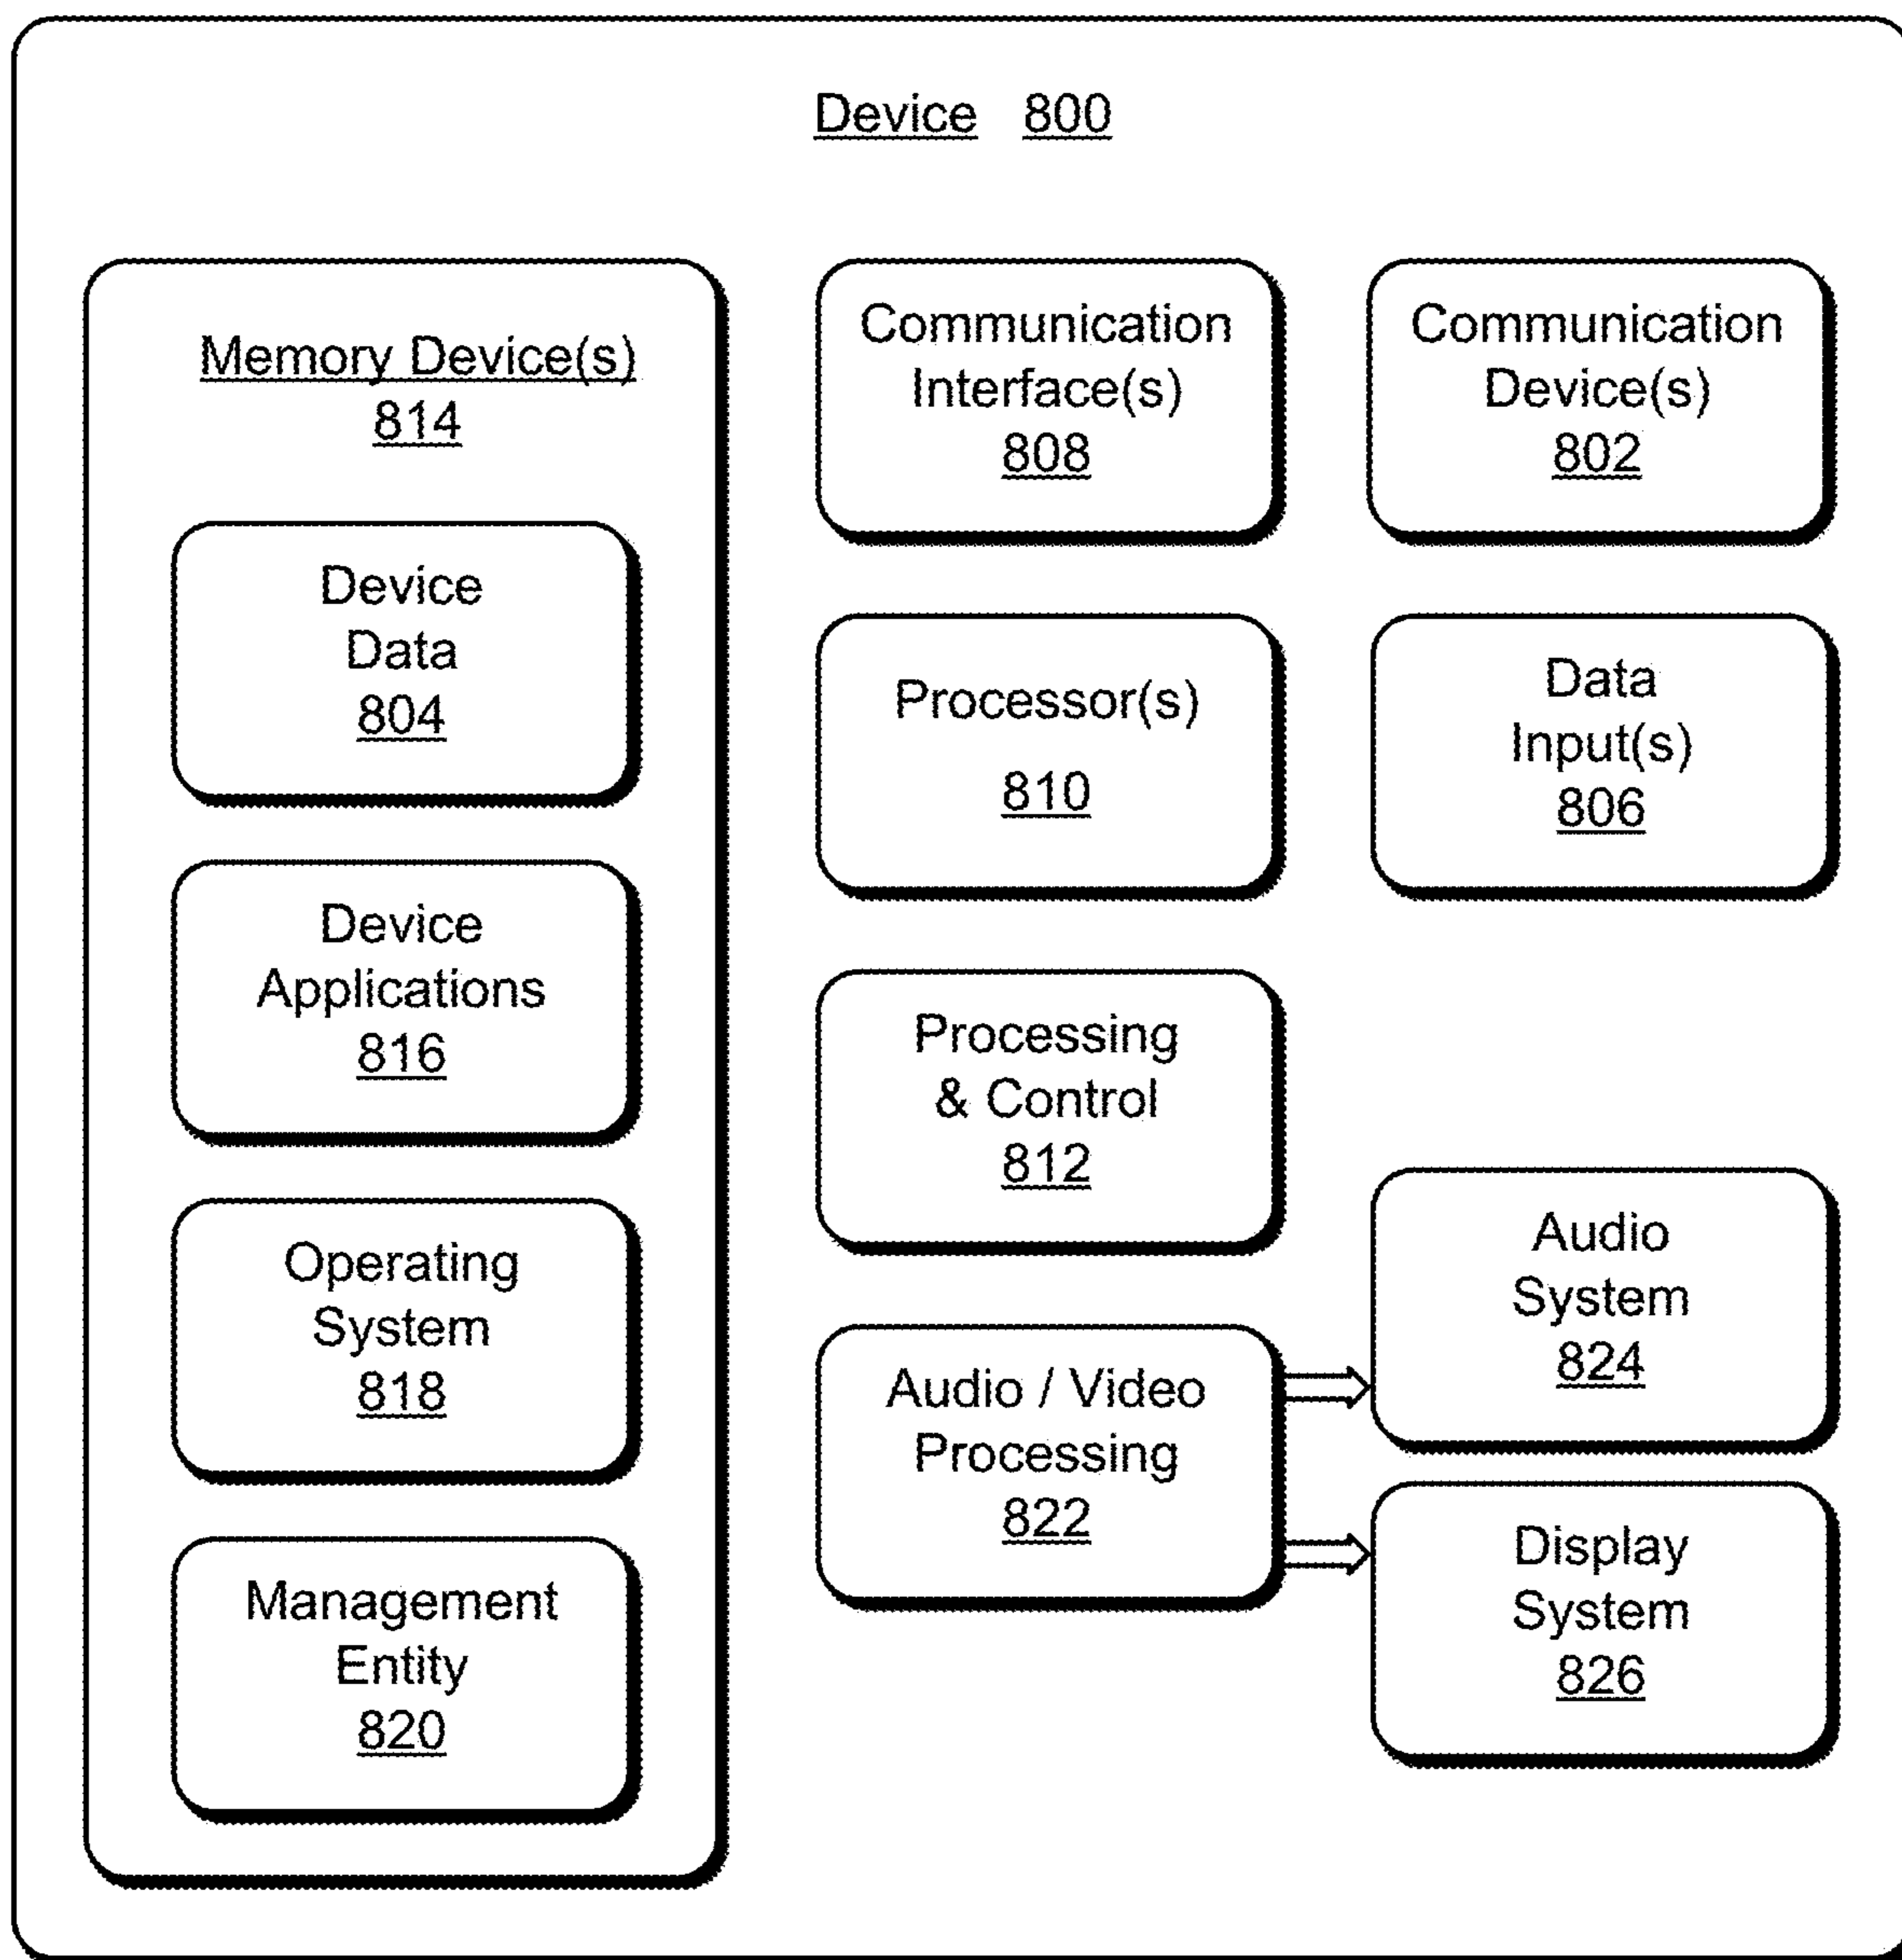 Device 800
Memory Device(s)
814
Device
Data
804
Device
Applications
816
Operating
System
818
Management
Entity
820
Communication
Interface(s)
808
Processor(s)
810
Processing
& Control
812
Audio / Video
Processing
822
Communication
Device(s)
802
Data
Input(s)
806
Audio
System
824
Display
System
826